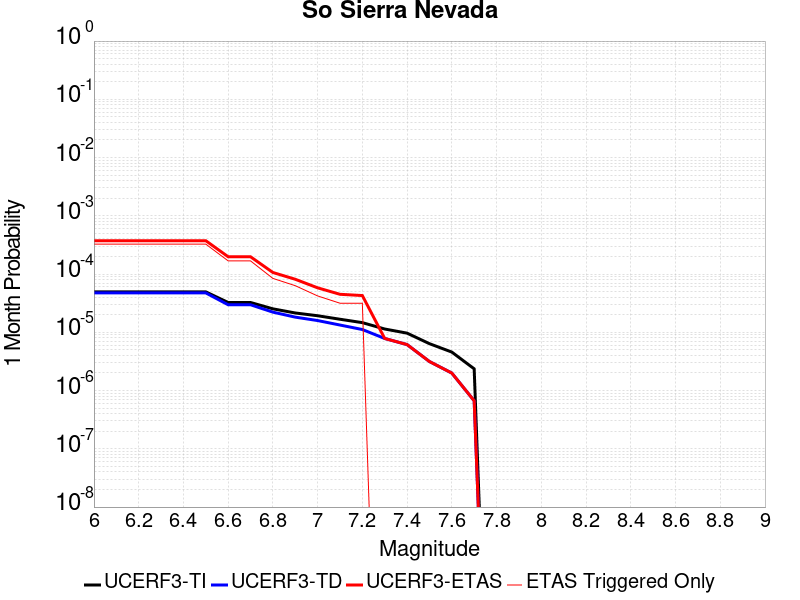 So Sierra Nevada
10^0
10^-1
10^-2
10^-3
10^-4
10^-5
10^-6
10^-7
10^-8
1 Month Probability
6 6.2 6.4 6.6 6.8 7 7.2 7.4 7.6 7.8 8 8.2 8.4 8.6 8.8 9
Magnitude
UCERF3-TI UCERF3-TD UCERF3-ETAS ETAS Triggered Only